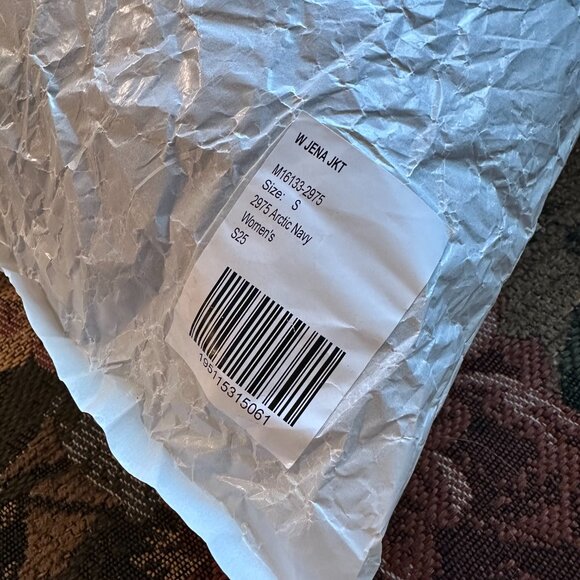 W JENA JKT
M16133-2975
Size: S
2975 Arctic Navy
Women's
S25
195115315061